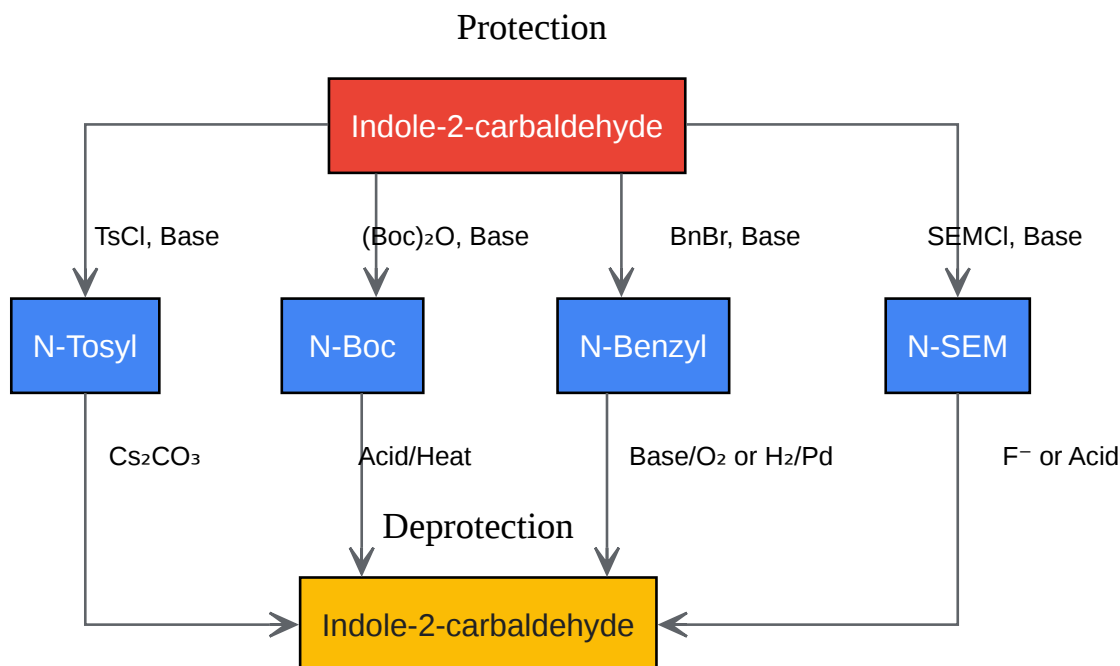 Protection
Indole-2-carbaldehyde
TsCl, Base
(Boc)₂O, Base
BnBr, Base
SEMCl, Base
N-Tosyl
N-Boc
N-Benzyl
N-SEM
Cs₂CO₃
Acid/Heat
Base/O₂ or H₂/Pd
F⁻ or Acid
Deprotection
Indole-2-carbaldehyde